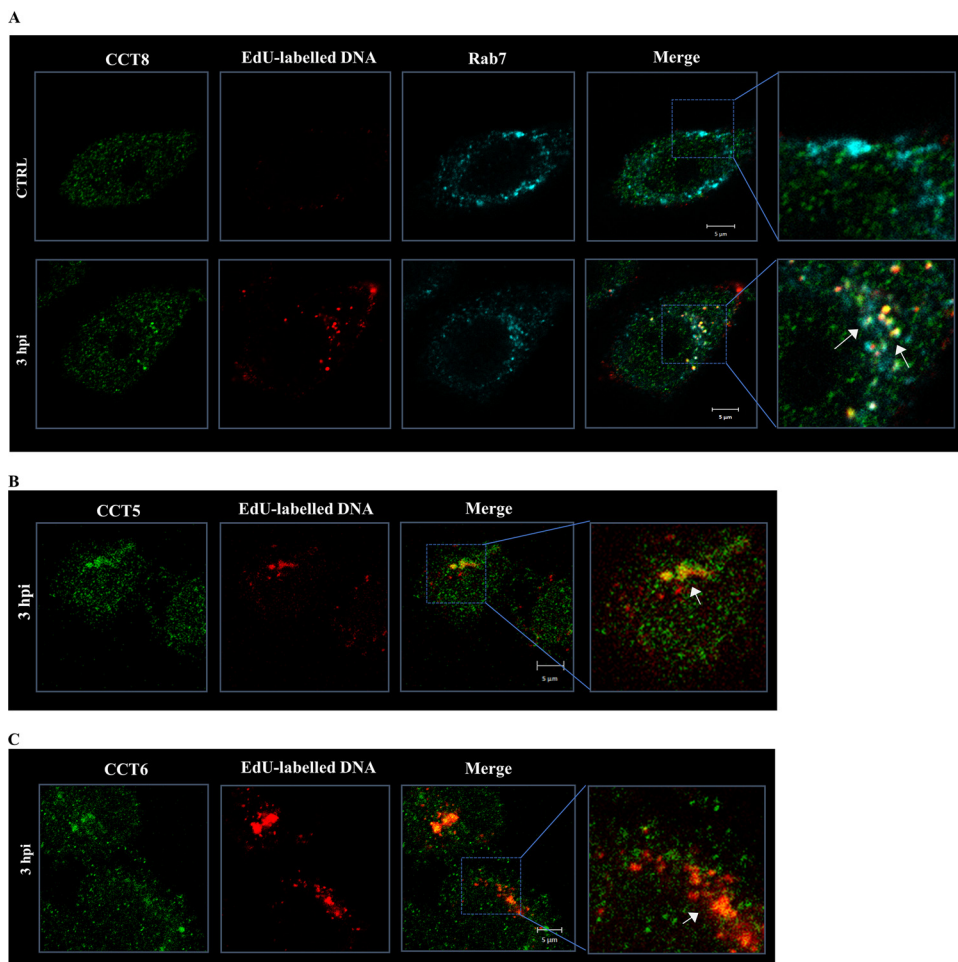 A
CCT8 EdU-labelled DNA Rab7 Merge
CTRL
5 µm
3 hpi
5 µm
B
CCT5 EdU-labelled DNA Merge
3 hpi
5 µm
C
CCT6 EdU-labelled DNA Merge
3 hpi
5 µm